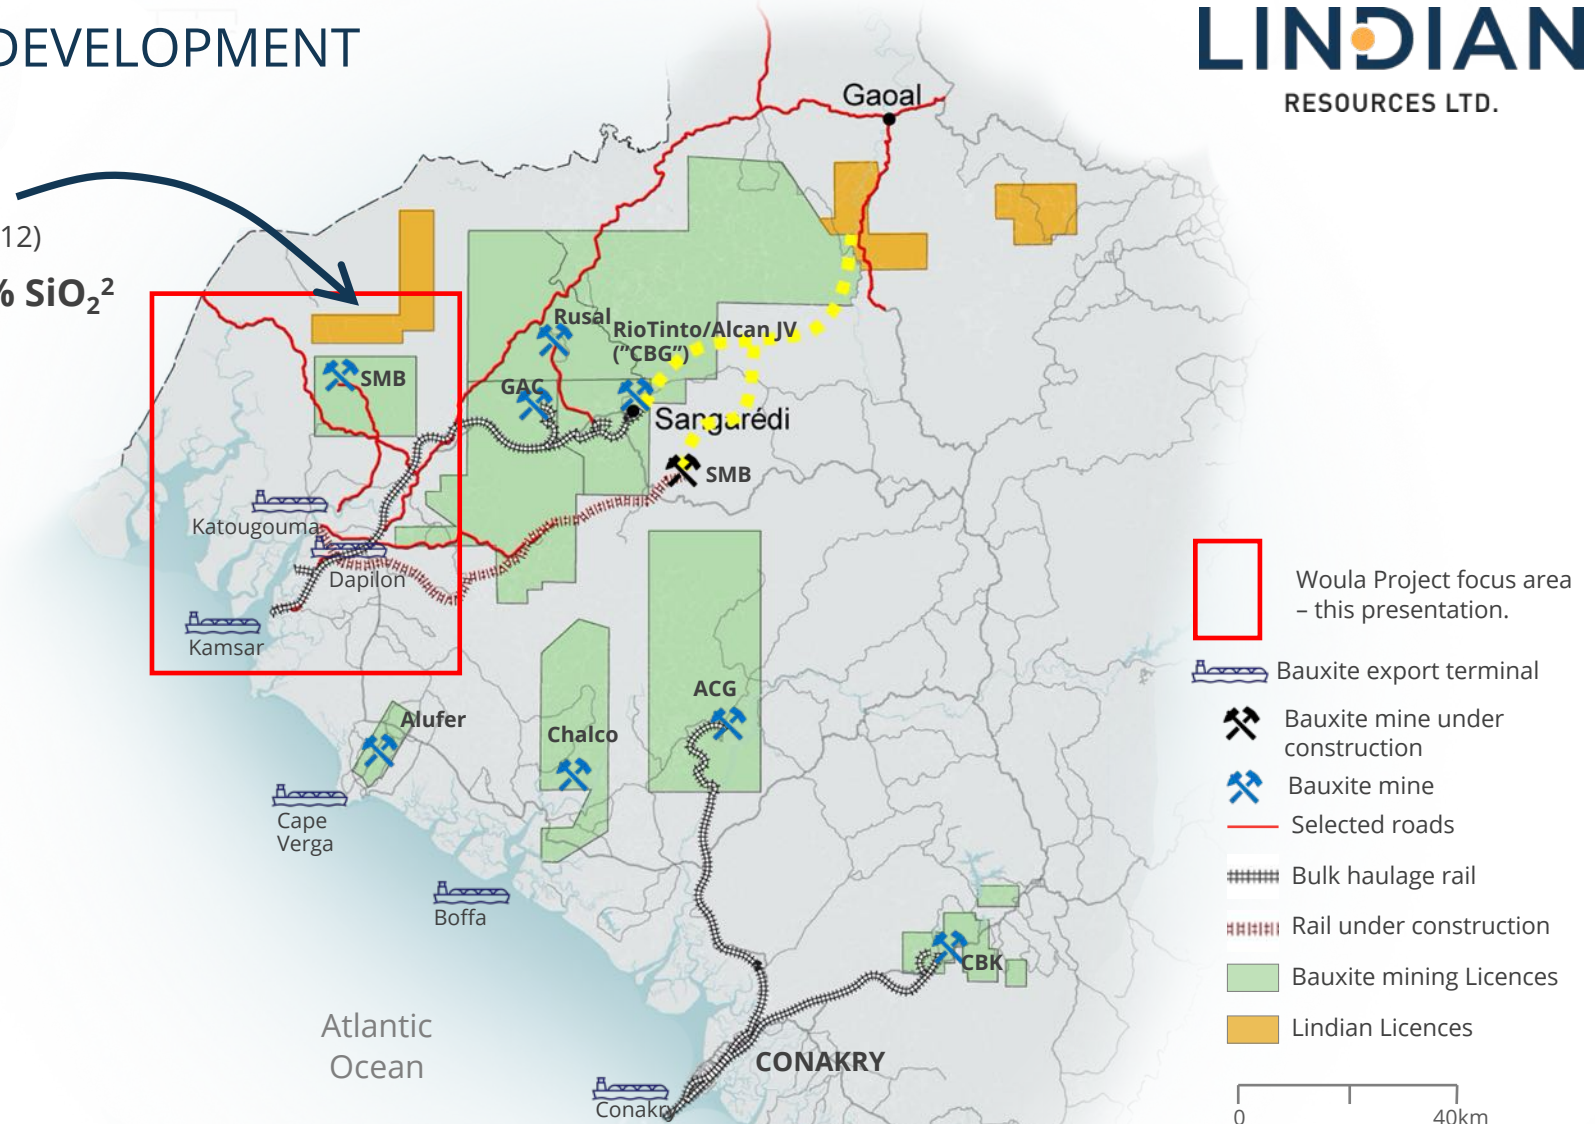 DEVELOPMENT
LINDIAN
RESOURCES LTD.
12)
% SiO₂²
Gaoal
Rusal
RioTinto/Alcan JV
("CBG")
SMB
GAC
Sangarédi
SMB
Katougouma
Dapilon
Kamsar
ACG
Alufer
Chalco
Cape
Verga
Boffa
CBK
Atlantic
Ocean
CONAKRY
Conakry
Woula Project focus area
– this presentation.
Bauxite export terminal
Bauxite mine under
construction
Bauxite mine
Selected roads
Bulk haulage rail
Rail under construction
Bauxite mining Licences
Lindian Licences
0 40km